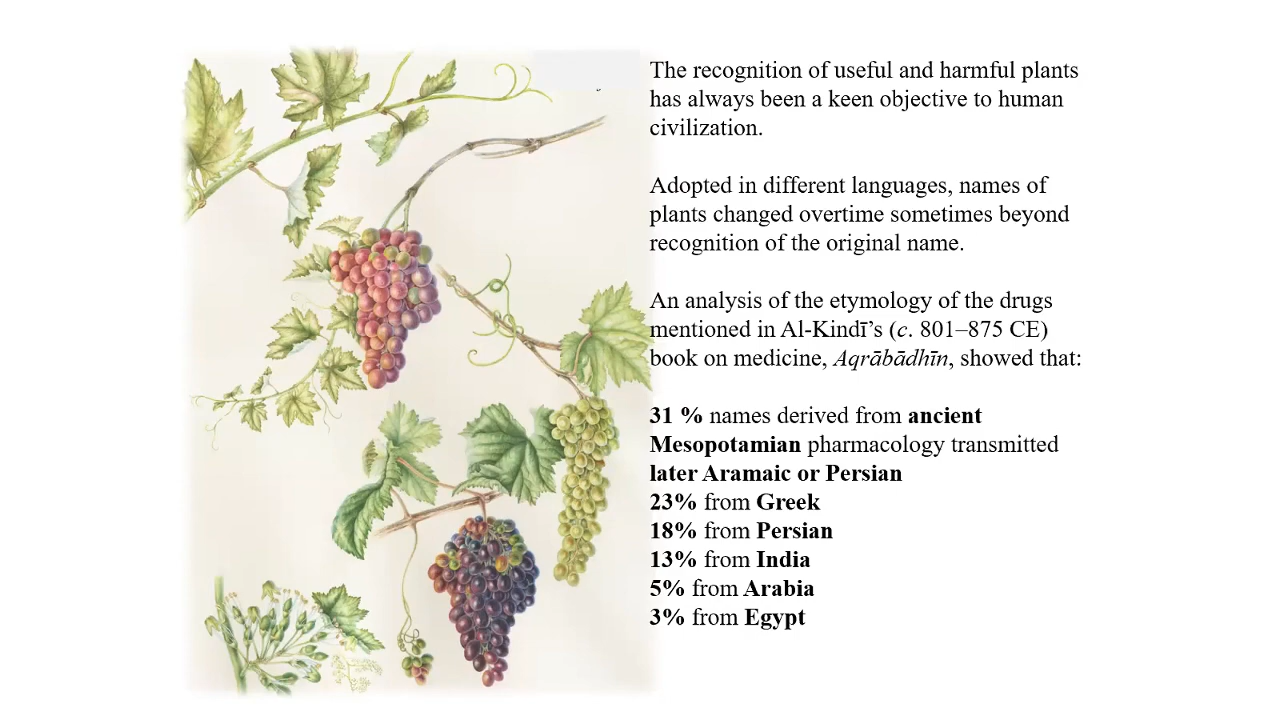 The recognition of useful and harmful plants
has always been a keen objective to human
civilization.
Adopted in different languages, names of
plants changed overtime sometimes beyond
recognition of the original name.
An analysis of the etymology of the drugs
mentioned in Al-Kindī’s (c. 801–875 CE)
book on medicine, Aqrābādhīn, showed that:
31 % names derived from ancient
Mesopotamian pharmacology transmitted
later Aramaic or Persian
23% from Greek
18% from Persian
13% from India
5% from Arabia
3% from Egypt